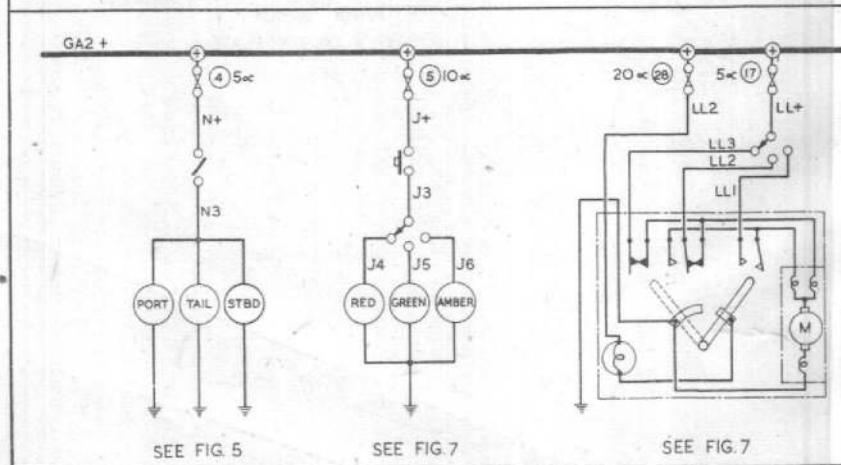 GA2 +
4 5∝
5 10∝
20∝ 28
5∝ 17
N+
J+
LL2
LL+
LL3
LL2
LL1
N3
J3
J4
J5
J6
PORT
TAIL
STBD
RED
GREEN
AMBER
M
SEE FIG. 5
SEE FIG. 7
SEE FIG. 7